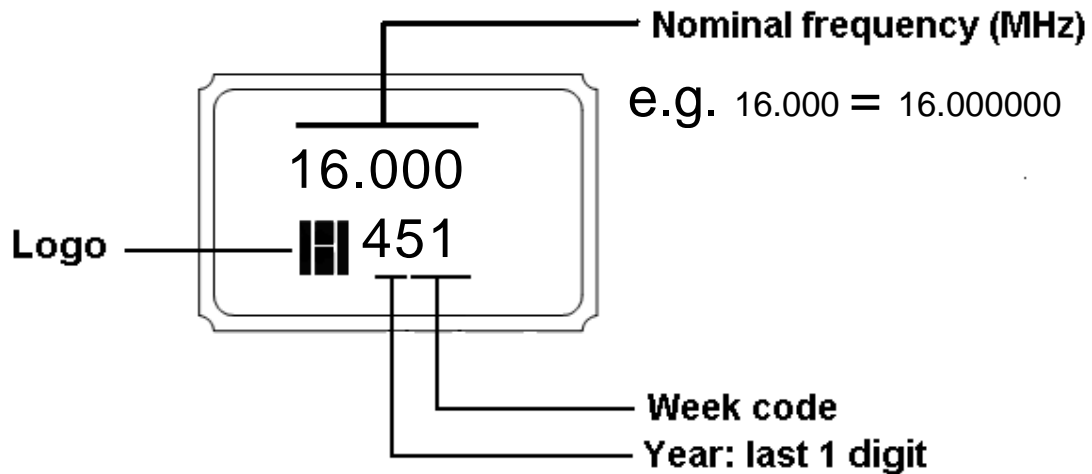 Nominal frequency (MHz)
e.g. 16.000 = 16.000000
16.000
Logo
451
Week code
Year: last 1 digit